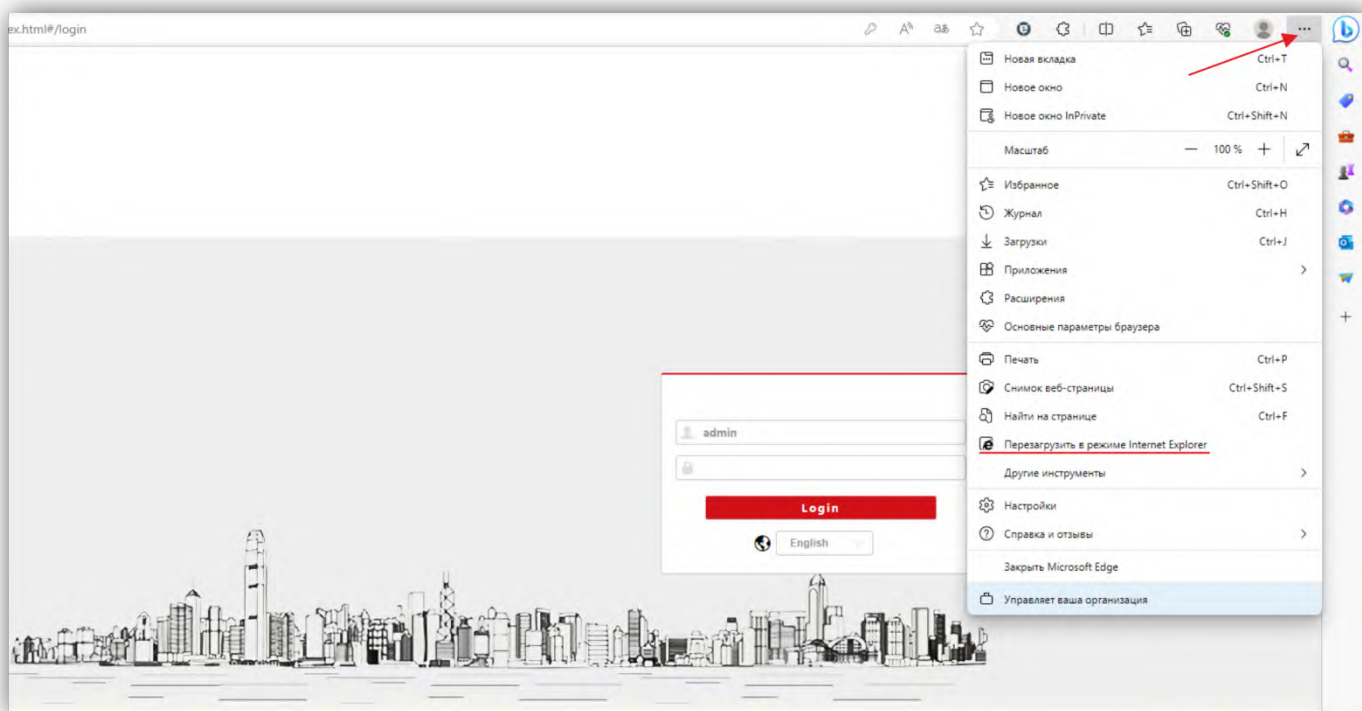 ex.html#/login
Новая вкладка Ctrl+T
Новое окно Ctrl+N
Новое окно InPrivate Ctrl+Shift+N
Масштаб — 100 % +
Избранное Ctrl+Shift+O
Журнал Ctrl+H
Загрузки Ctrl+J
Приложения
Расширения
Основные параметры браузера
Печать Ctrl+P
Снимок веб-страницы Ctrl+Shift+S
Найти на странице Ctrl+F
Перезагрузить в режиме Internet Explorer
Другие инструменты
Настройки
Справка и отзывы
Закрыть Microsoft Edge
Управляет ваша организация
admin
Login
English